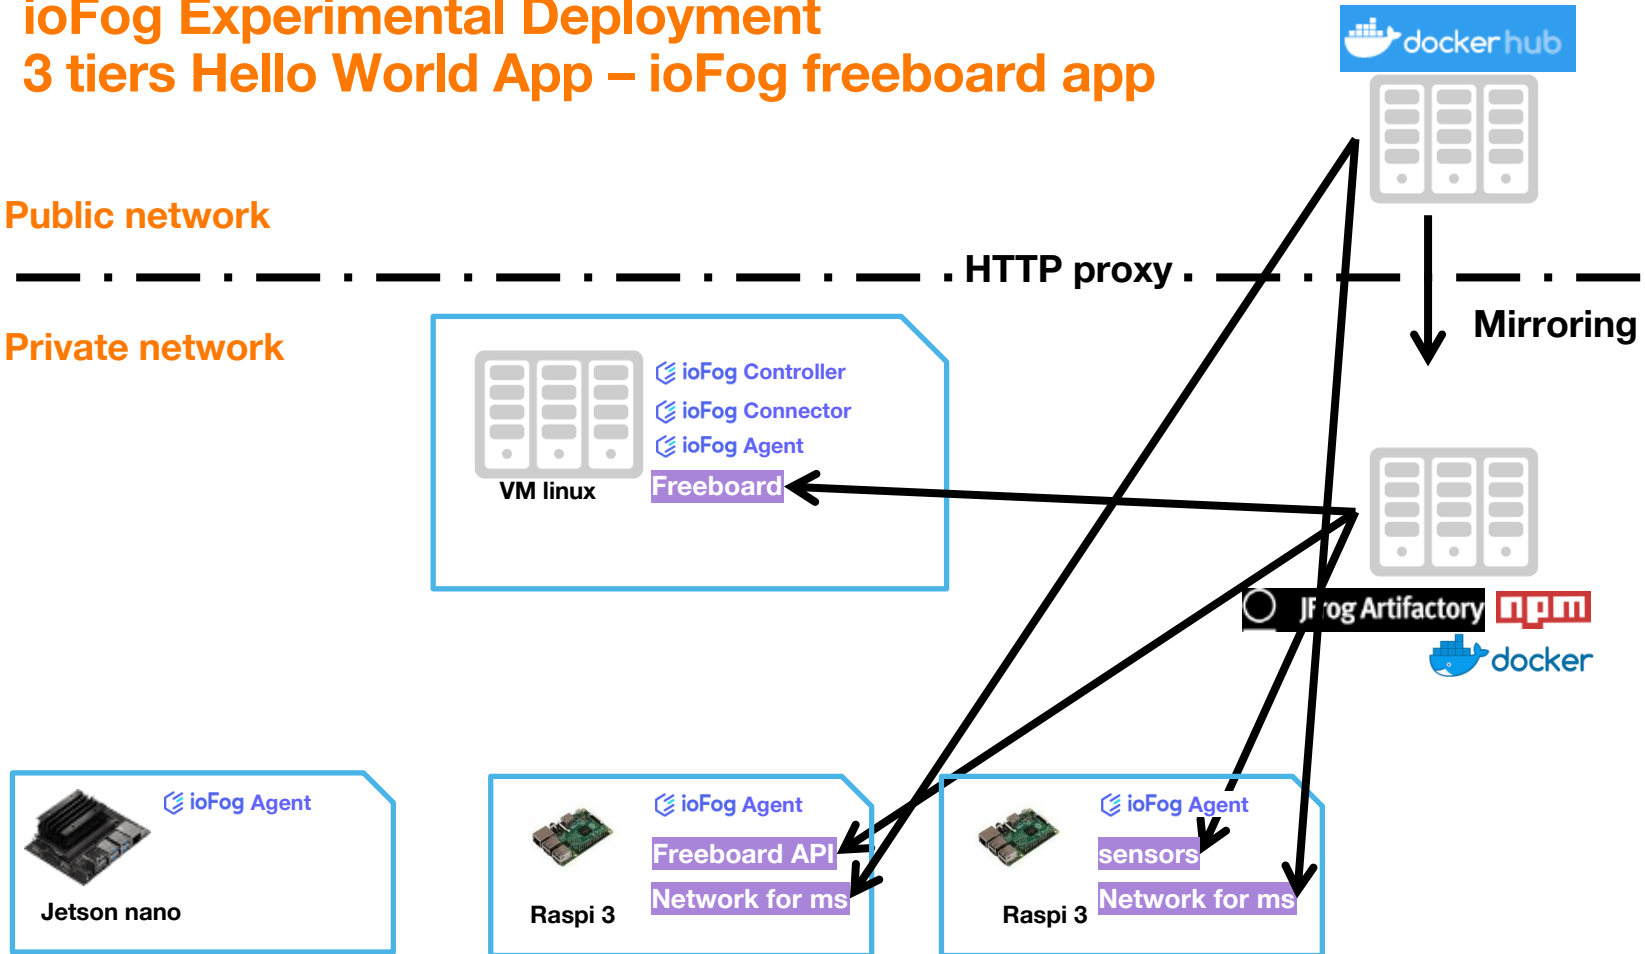 ioFog Experimental Deployment
3 tiers Hello World App – ioFog freeboard app
dockerhub
Public network
HTTP proxy
Mirroring
Private network
ioFog Controller
ioFog Connector
ioFog Agent
Freeboard
VM linux
JFrog Artifactory
npm
docker
ioFog Agent
Jetson nano
ioFog Agent
Freeboard API
Network for ms
Raspi 3
ioFog Agent
sensors
Network for ms
Raspi 3